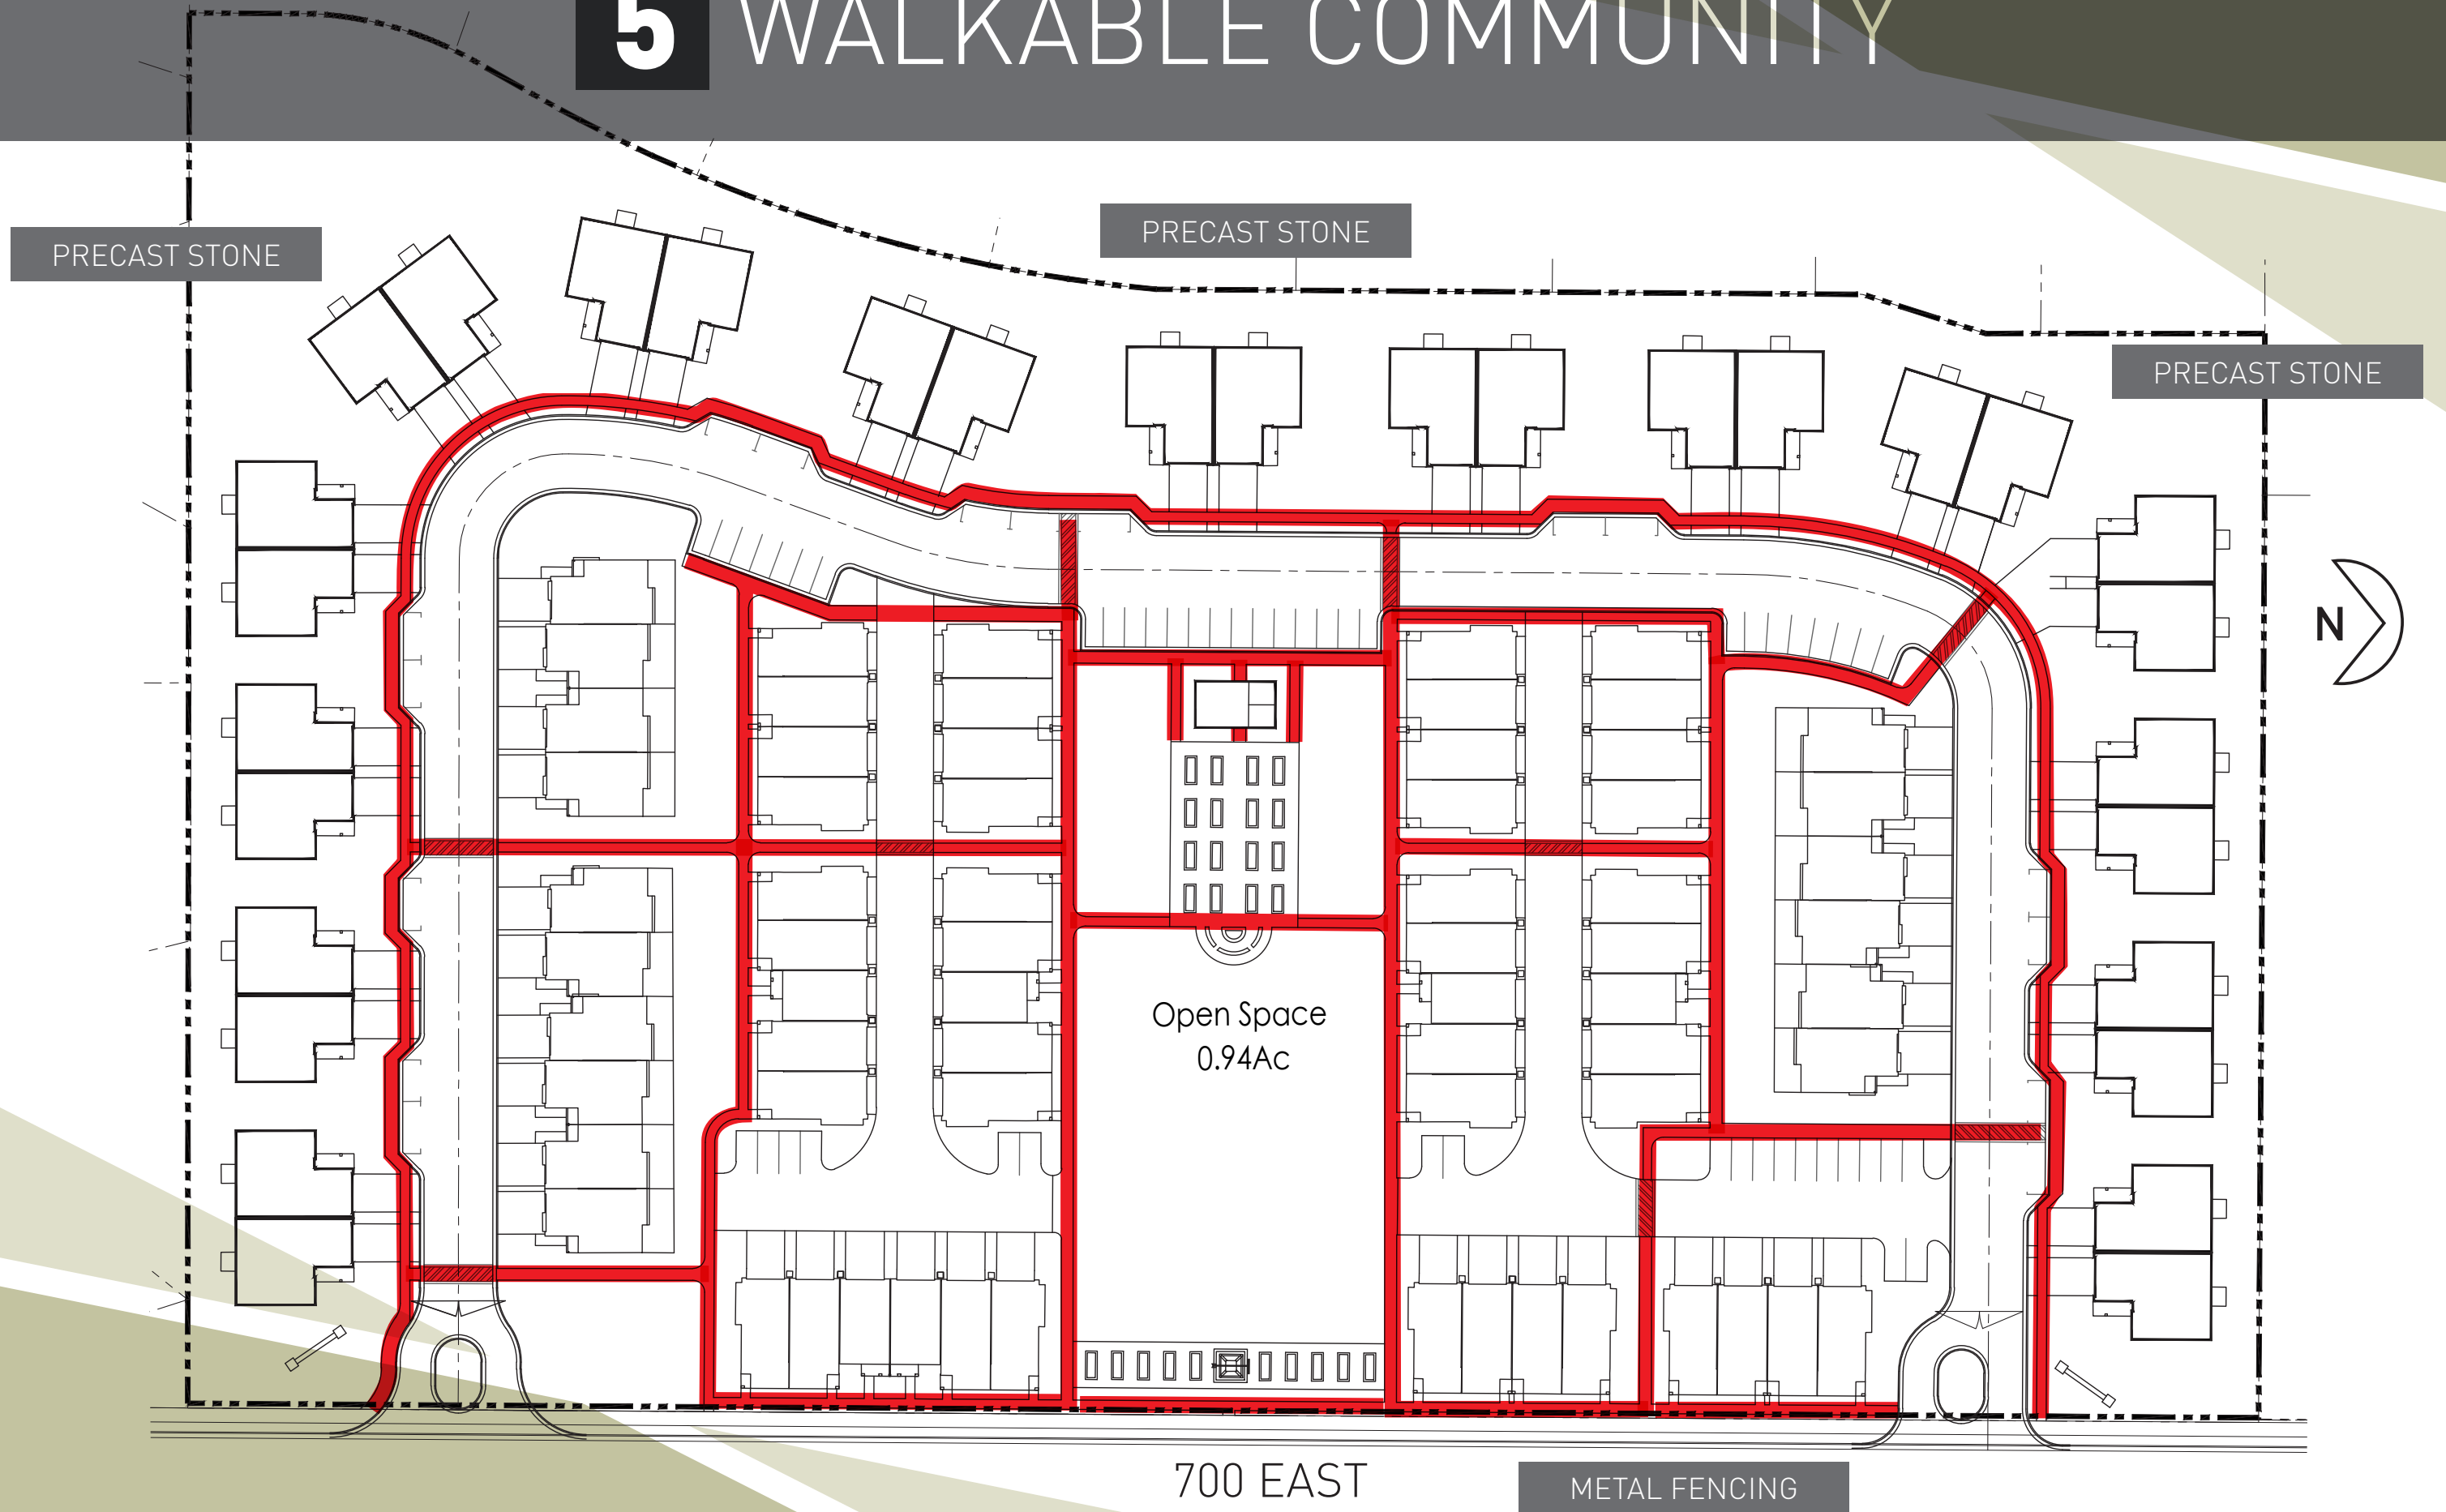 5 WALKABLE COMMUNITY
PRECAST STONE
PRECAST STONE
PRECAST STONE
N
Open Space
0.94Ac
700 EAST
METAL FENCING